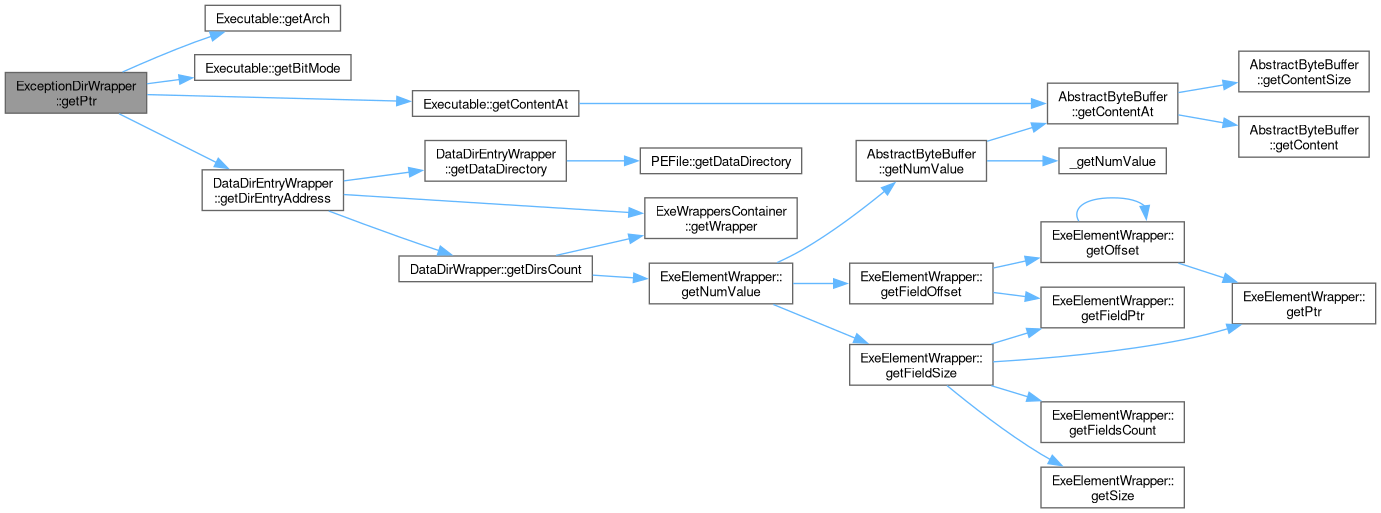 Executable::getArch
Executable::getBitMode
ExceptionDirWrapper
::getPtr
Executable::getContentAt
AbstractByteBuffer
::getContentAt
AbstractByteBuffer
::getContentSize
AbstractByteBuffer
::getContent
DataDirEntryWrapper
::getDirEntryAddress
DataDirEntryWrapper
::getDataDirectory
PEFile::getDataDirectory
ExeWrappersContainer
::getWrapper
DataDirWrapper::getDirsCount
ExeElementWrapper::
getNumValue
AbstractByteBuffer
::getNumValue
_getNumValue
ExeElementWrapper::
getFieldOffset
ExeElementWrapper::
getOffset
ExeElementWrapper::
getFieldPtr
ExeElementWrapper::
getPtr
ExeElementWrapper::
getFieldSize
ExeElementWrapper::
getFieldsCount
ExeElementWrapper::
getSize